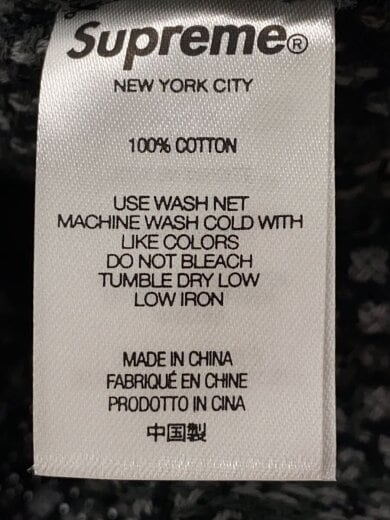 Supreme®
NEW YORK CITY
100% COTTON
USE WASH NET
MACHINE WASH COLD WITH
LIKE COLORS
DO NOT BLEACH
TUMBLE DRY LOW
LOW IRON
MADE IN CHINA
FABRIQUÉ EN CHINE
PRODOTTO IN CINA
中国製